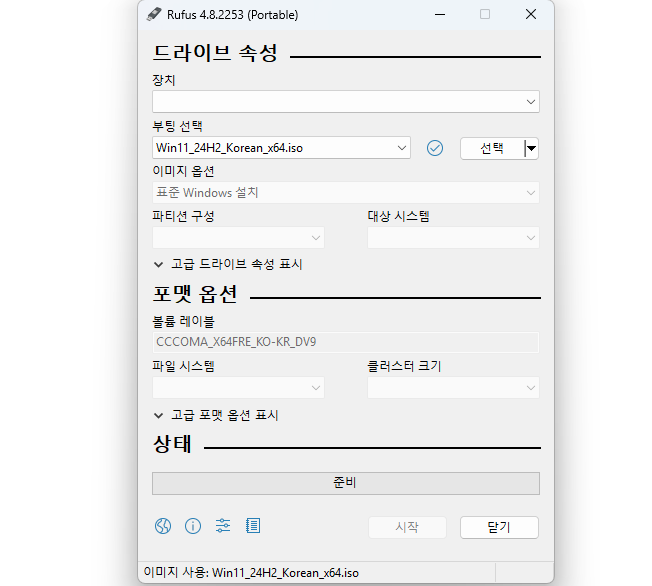 Rufus 4.8.2253 (Portable)
드라이브 속성
장치
부팅 선택
Win11_24H2_Korean_x64.iso
선택
이미지 옵션
표준 Windows 설치
파티션 구성
대상 시스템
고급 드라이브 속성 표시
포맷 옵션
볼륨 레이블
CCCOMA_X64FRE_KO-KR_DV9
파일 시스템
클러스터 크기
고급 포맷 옵션 표시
상태
준비
시작
닫기
이미지 사용: Win11_24H2_Korean_x64.iso